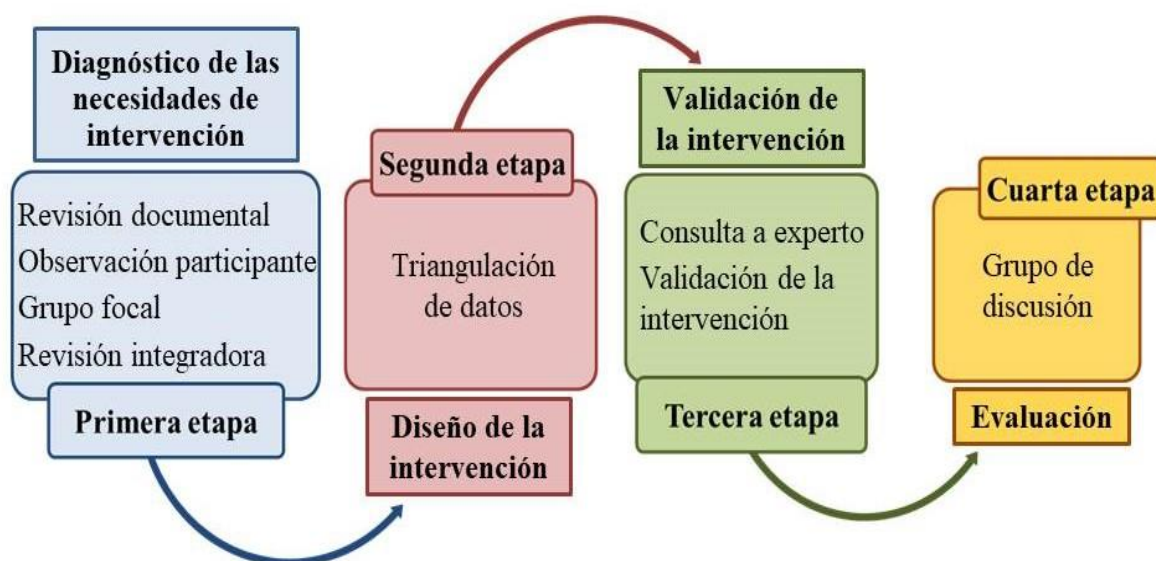 Diagnóstico de las
necesidades de
intervención
Revisión documental
Observación participante
Grupo focal
Revisión integradora
Primera etapa
Segunda etapa
Triangulación
de datos
Diseño de la
intervención
Validación de
la intervención
Consulta a experto
Validación de la
intervención
Tercera etapa
Cuarta etapa
Grupo de
discusión
Evaluación